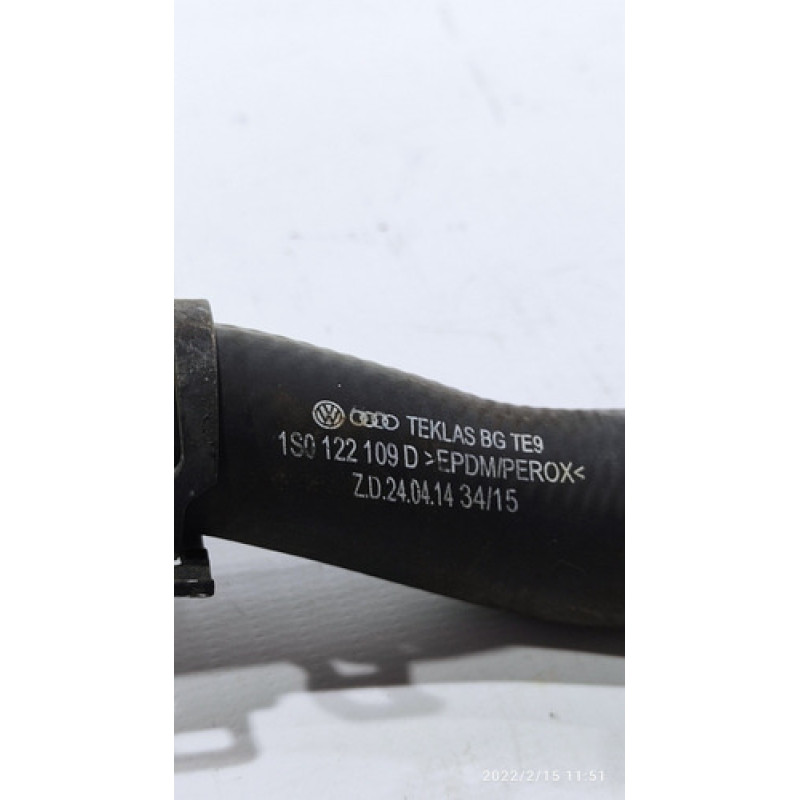 TEKLAS BG TE9
1S0 122 109 D >EPDM/PEROX<
Z.D.24.04.14 34/15
2022/2/15 11:51